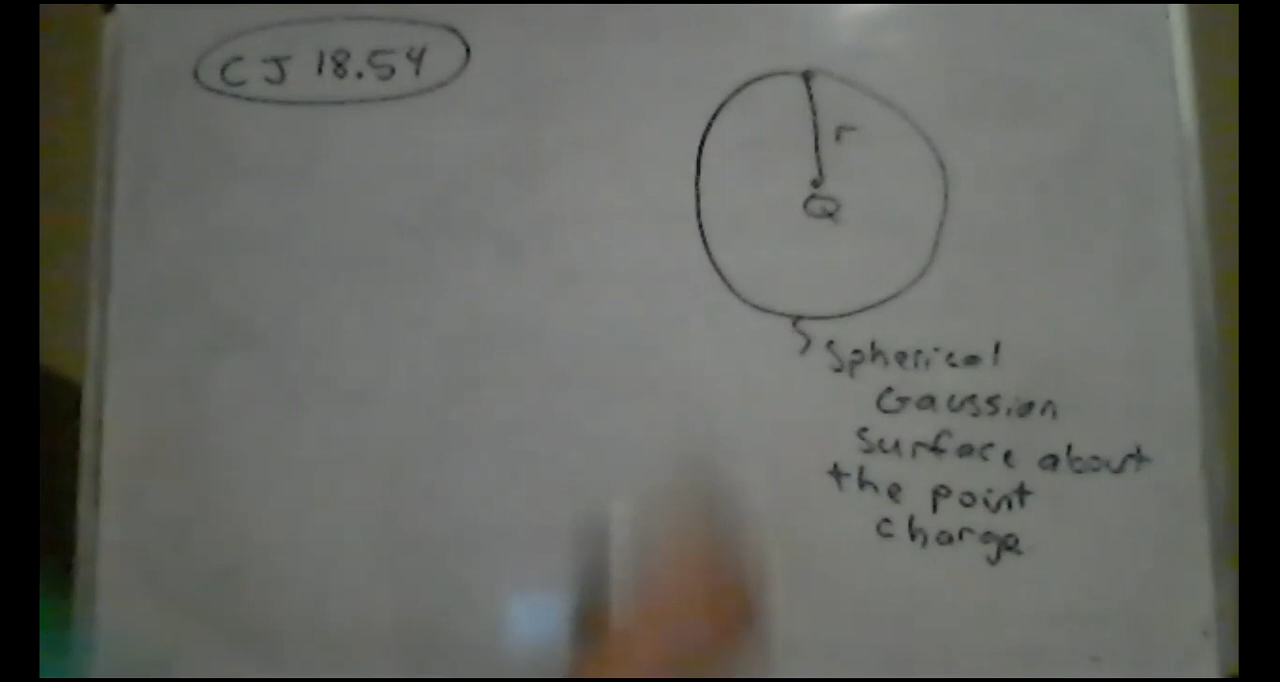 CJ 18.54
r
Q
Spherical
Gaussian
Surface about
the point
charge